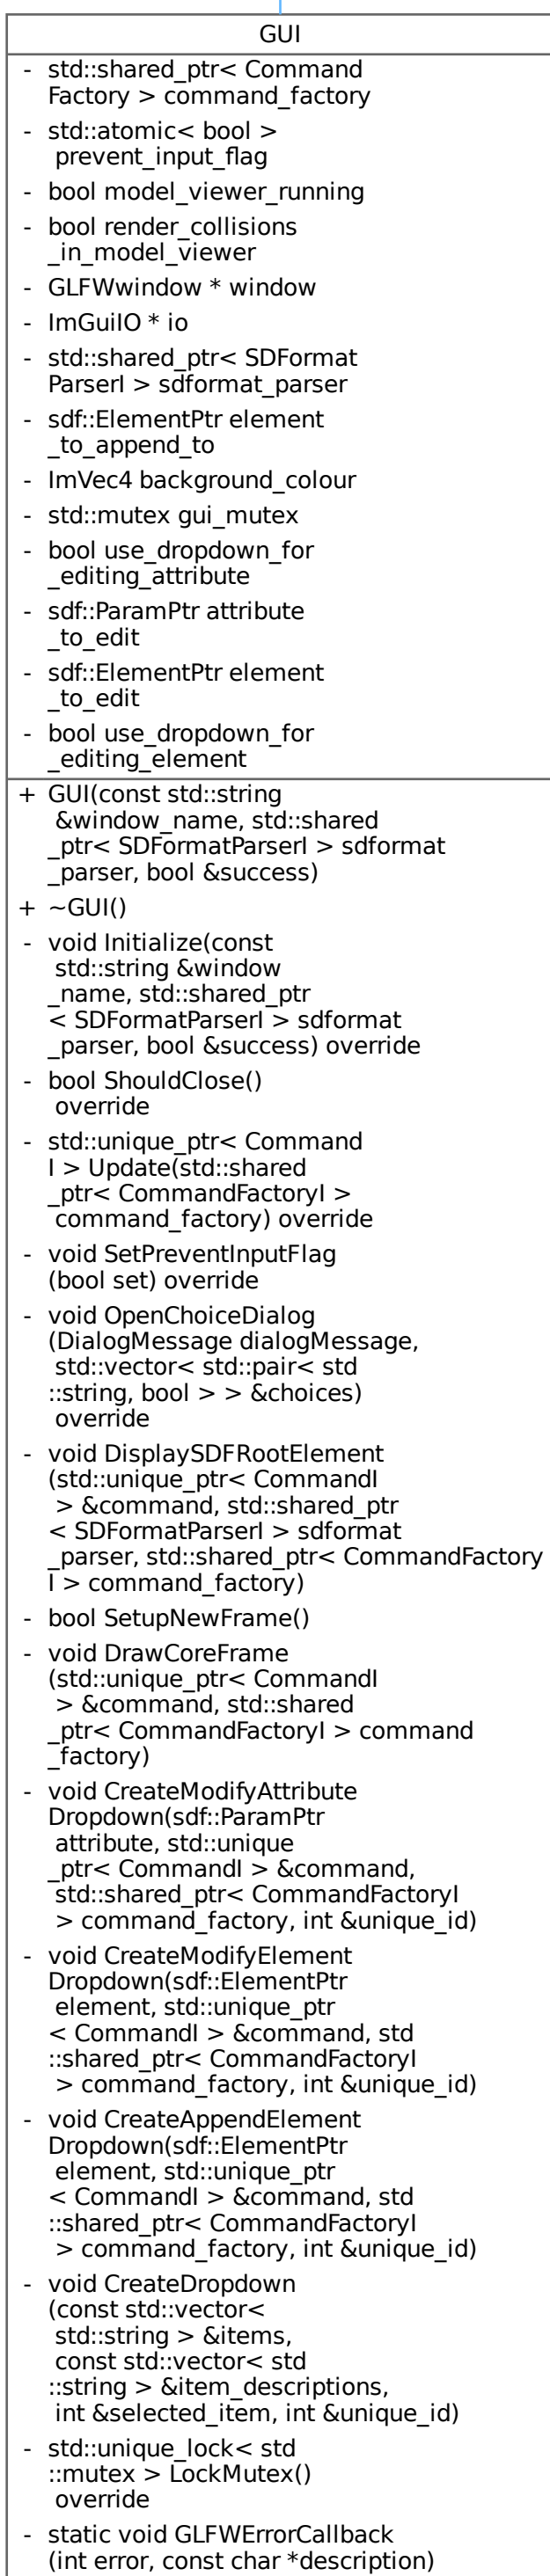 GUI
- std::shared_ptr< Command
Factory > command_factory
- std::atomic< bool >
prevent_input_flag
- bool model_viewer_running
- bool render_collisions
_in_model_viewer
- GLFWwindow * window
- ImGuiIO * io
- std::shared_ptr< SDFormat
ParserI > sdformat_parser
- sdf::ElementPtr element
_to_append_to
- ImVec4 background_colour
- std::mutex gui_mutex
- bool use_dropdown_for
_editing_attribute
- sdf::ParamPtr attribute
_to_edit
- sdf::ElementPtr element
_to_edit
- bool use_dropdown_for
_editing_element
+ GUI(const std::string
&window_name, std::shared
_ptr< SDFormatParserI > sdformat
_parser, bool &success)
+ ~GUI()
- void Initialize(const
std::string &window
_name, std::shared_ptr
< SDFormatParserI > sdformat
_parser, bool &success) override
- bool ShouldClose()
override
- std::unique_ptr< Command
I > Update(std::shared
_ptr< CommandFactoryI >
command_factory) override
- void SetPreventInputFlag
(bool set) override
- void OpenChoiceDialog
(DialogMessage dialogMessage,
std::vector< std::pair< std
::string, bool > > &choices)
override
- void DisplaySDFRootElement
(std::unique_ptr< CommandI
> &command, std::shared_ptr
< SDFormatParserI > sdformat
_parser, std::shared_ptr< CommandFactory
I > command_factory)
- bool SetupNewFrame()
- void DrawCoreFrame
(std::unique_ptr< CommandI
> &command, std::shared
_ptr< CommandFactoryI > command
_factory)
- void CreateModifyAttribute
Dropdown(sdf::ParamPtr
attribute, std::unique
_ptr< CommandI > &command,
std::shared_ptr< CommandFactoryI
> command_factory, int &unique_id)
- void CreateModifyElement
Dropdown(sdf::ElementPtr
element, std::unique_ptr
< CommandI > &command, std
::shared_ptr< CommandFactoryI
> command_factory, int &unique_id)
- void CreateAppendElement
Dropdown(sdf::ElementPtr
element, std::unique_ptr
< CommandI > &command, std
::shared_ptr< CommandFactoryI
> command_factory, int &unique_id)
- void CreateDropdown
(const std::vector<
std::string > &items,
const std::vector< std
::string > &item_descriptions,
int &selected_item, int &unique_id)
- std::unique_lock< std
::mutex > LockMutex()
override
- static void GLFWErrorCallback
(int error, const char *description)